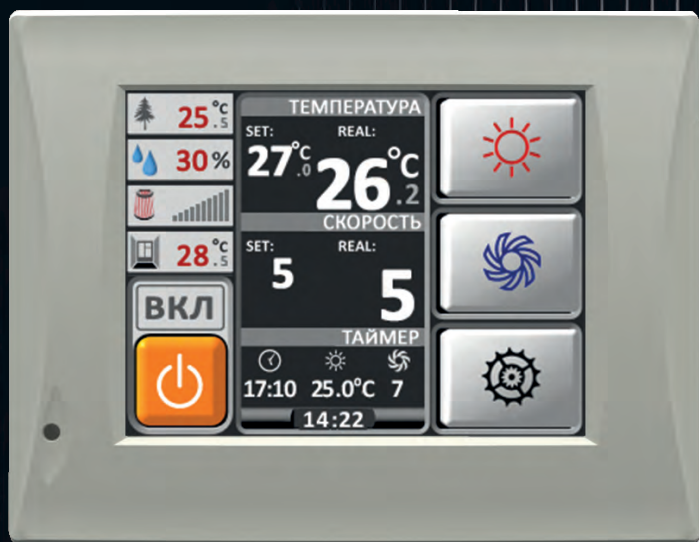 25.5°C
30%
28.5°C
ВКЛ
ТЕМПЕРАТУРА
SET: REAL:
27.0°C 26.2°C
СКОРОСТЬ
SET: REAL:
5 5
ТАЙМЕР
17:10 25.0°C 7
14:22